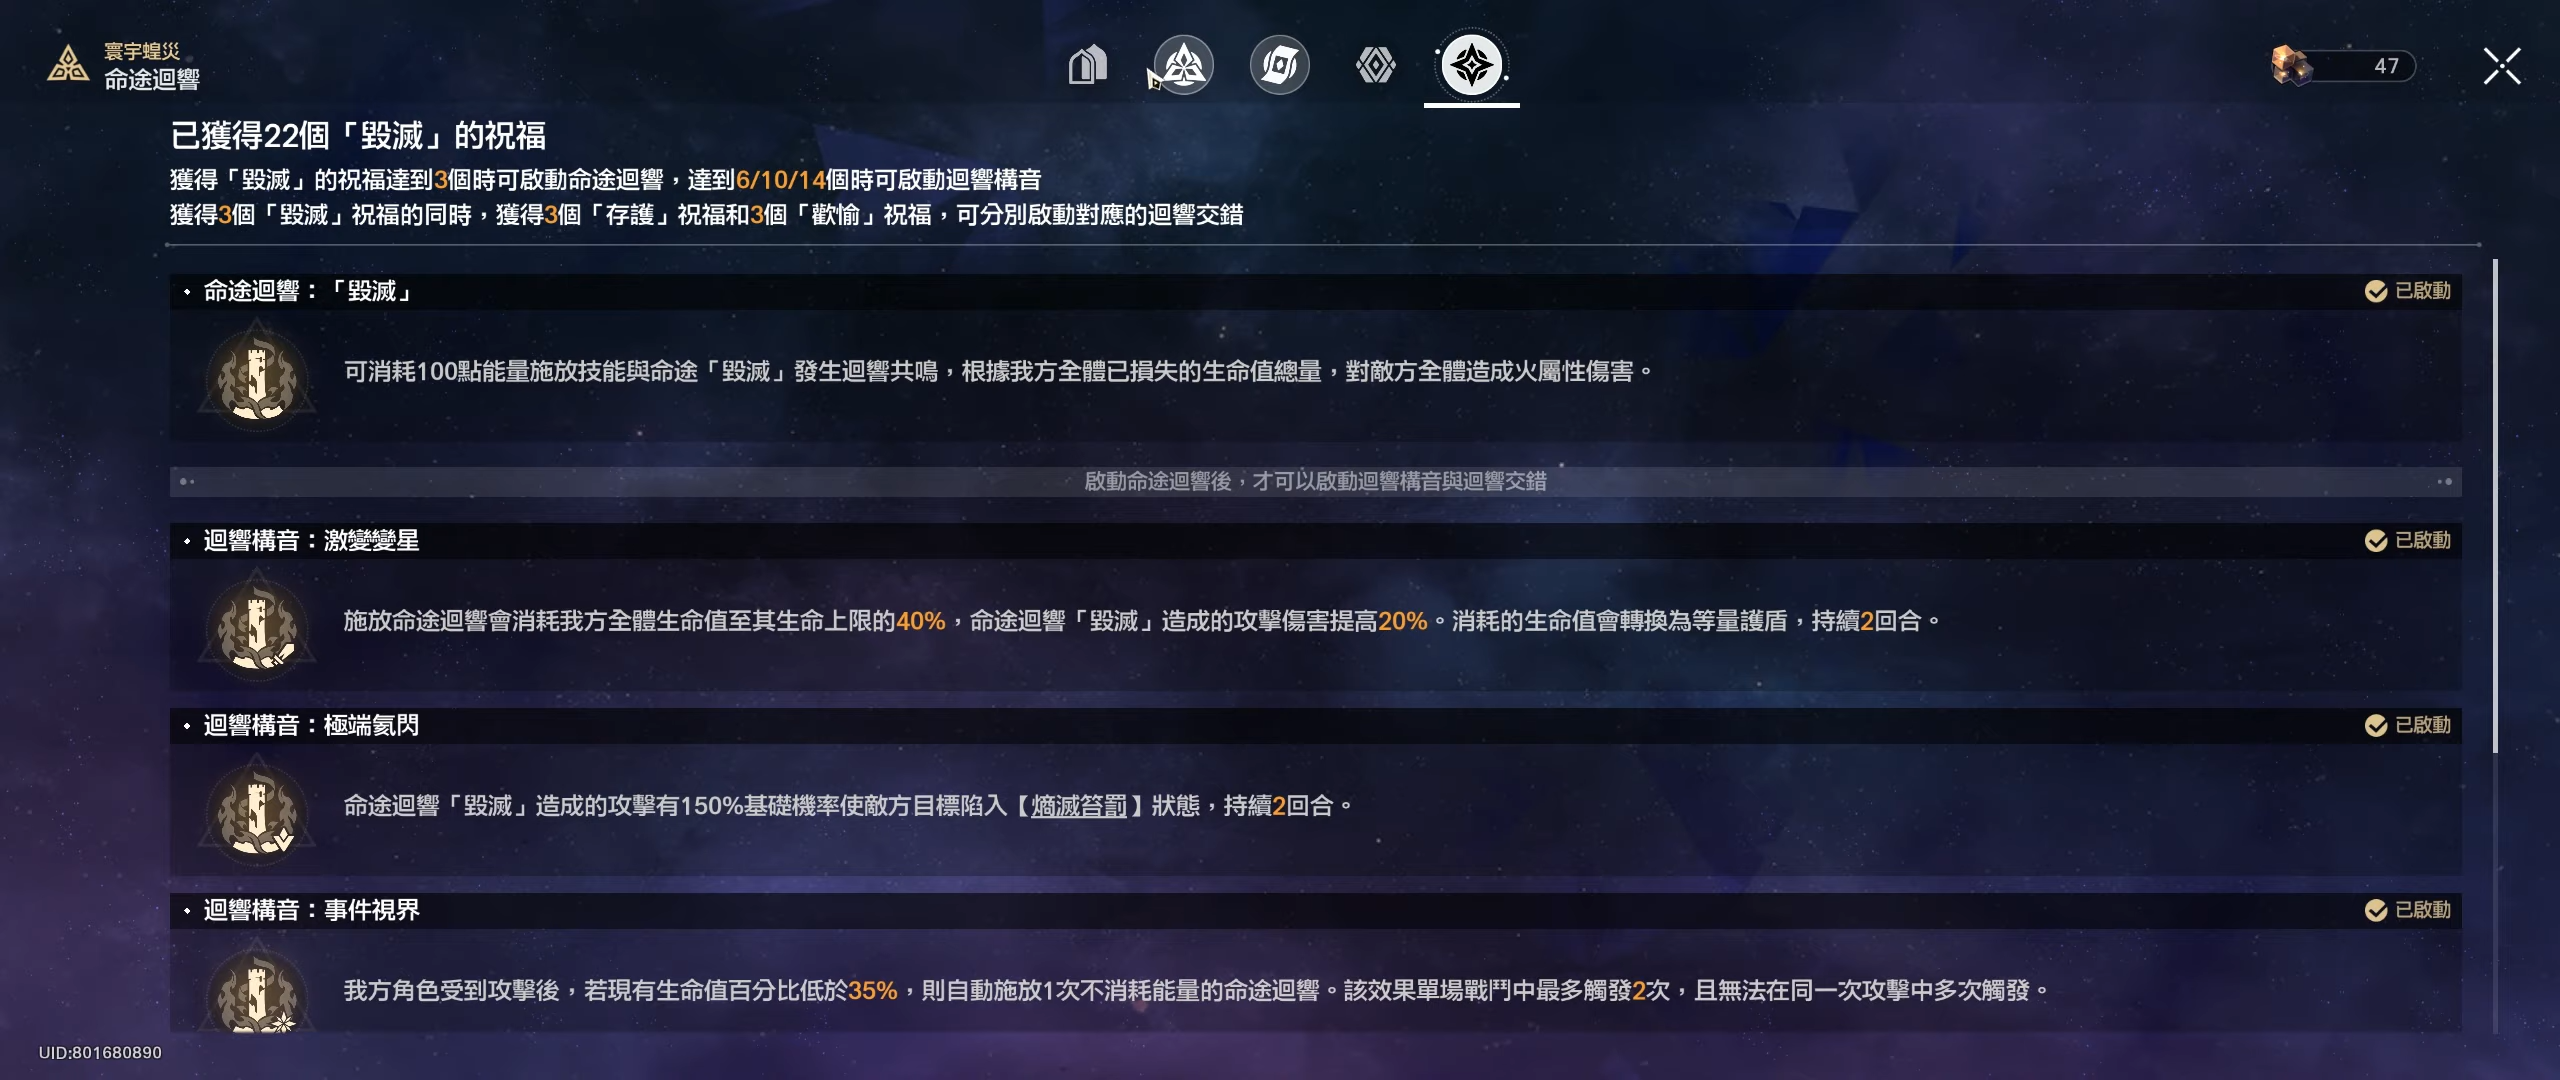 寰宇蝗災
命途迴響
47
已獲得22個「毀滅」的祝福
獲得「毀滅」的祝福達到3個時可啟動命途迴響，達到6/10/14個時可啟動迴響構音
獲得3個「毀滅」祝福的同時，獲得3個「存護」祝福和3個「歡愉」祝福，可分別啟動對應的迴響交錯
命途迴響：「毀滅」
已啟動
可消耗100點能量施放技能與命途「毀滅」發生迴響共鳴，根據我方全體已損失的生命值總量，對敵方全體造成火屬性傷害。
啟動命途迴響後，才可以啟動迴響構音與迴響交錯
迴響構音：激變變星
已啟動
施放命途迴響會消耗我方全體生命值至其生命上限的40%，命途迴響「毀滅」造成的攻擊傷害提高20%。消耗的生命值會轉換為等量護盾，持續2回合。
迴響構音：極端氦閃
已啟動
命途迴響「毀滅」造成的攻擊有150%基礎機率使敵方目標陷入【熵滅笞罰】狀態，持續2回合。
迴響構音：事件視界
已啟動
我方角色受到攻擊後，若現有生命值百分比低於35%，則自動施放1次不消耗能量的命途迴響。該效果單場戰鬥中最多觸發2次，且無法在同一次攻擊中多次觸發。
UID:801680890